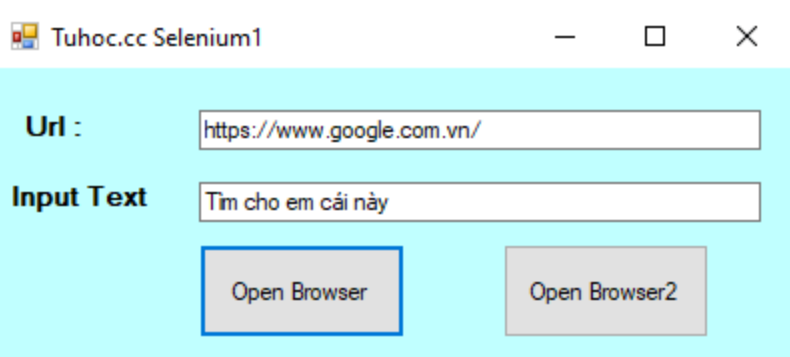 Tuhoc.cc Selenium1
Url : https://www.google.com.vn/
Input Text Tìm cho em cái này
Open Browser Open Browser2